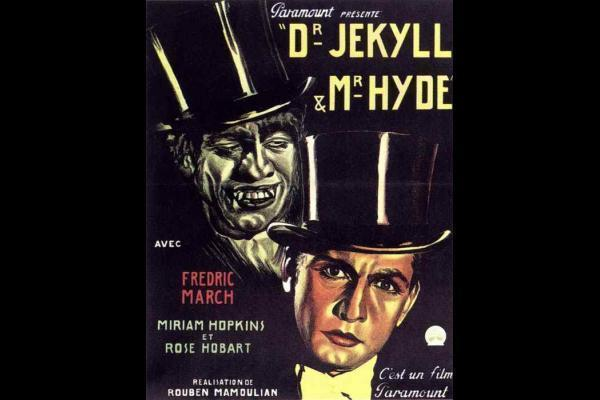 Paramount PRÉSENTE
"DR JEKYLL
& MR HYDE"
AVEC
FREDRIC
MARCH
MIRIAM HOPKINS
ET
ROSE HOBART
RÉALISATION DE
ROUBEN MAMOULIAN
C'est un film
Paramount